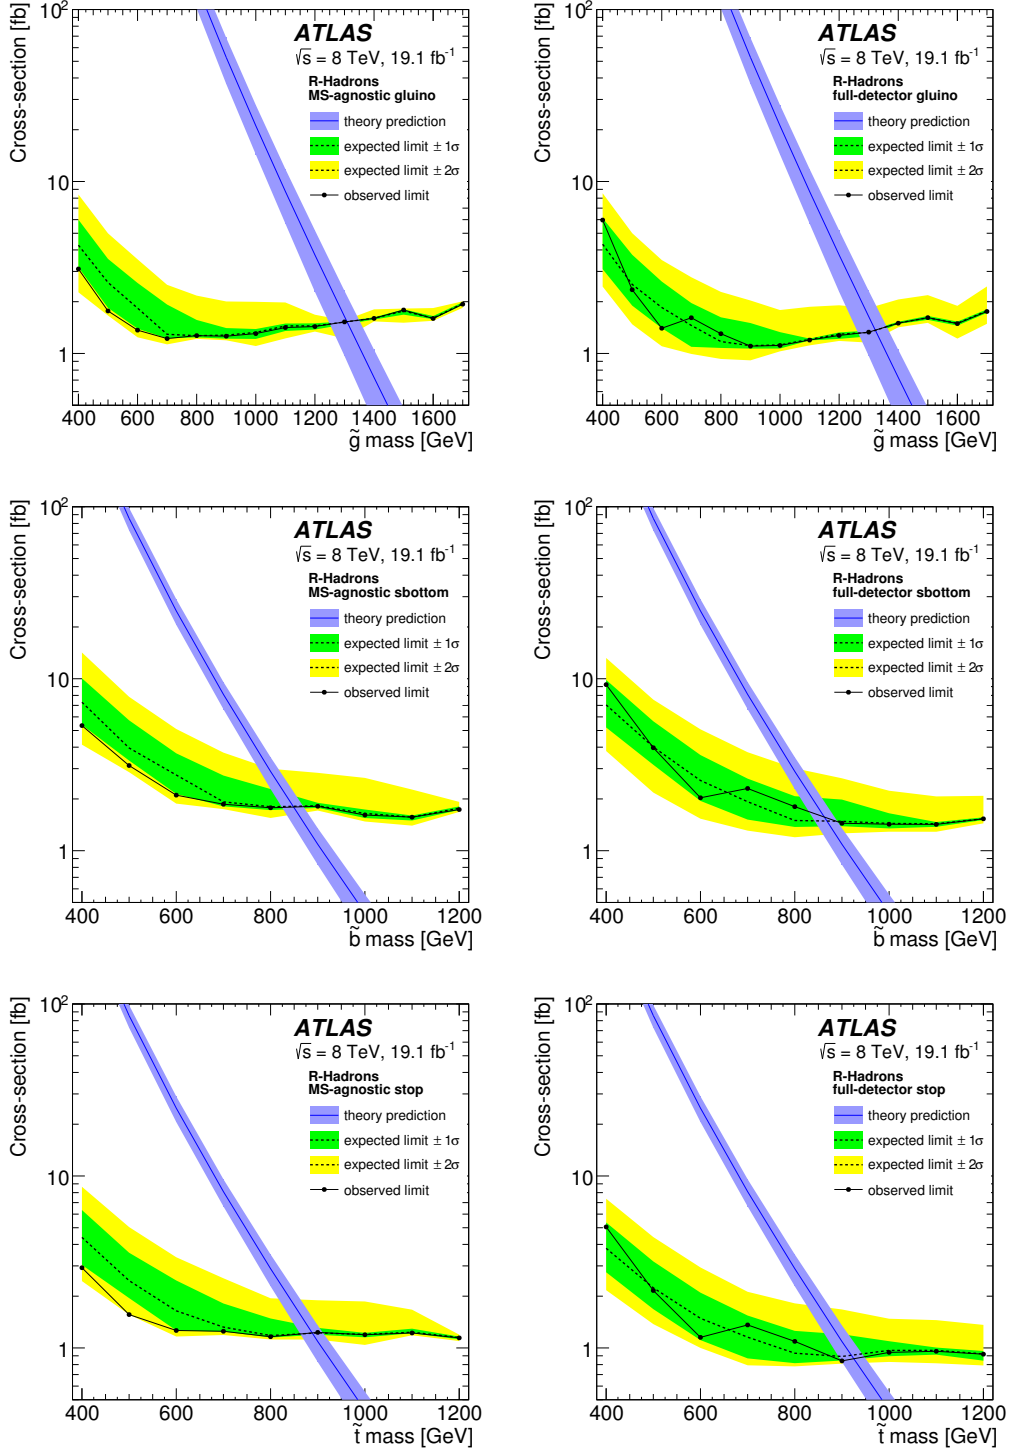 Cross-section [fb]
10²
10
1
ATLAS
√s = 8 TeV, 19.1 fb⁻¹
R-Hadrons
MS-agnostic gluino
theory prediction
expected limit ± 1σ
expected limit ± 2σ
observed limit
400 600 800 1000 1200 1400 1600
g̃ mass [GeV]
Cross-section [fb]
10²
10
1
ATLAS
√s = 8 TeV, 19.1 fb⁻¹
R-Hadrons
full-detector gluino
theory prediction
expected limit ± 1σ
expected limit ± 2σ
observed limit
400 600 800 1000 1200 1400 1600
g̃ mass [GeV]
Cross-section [fb]
10²
10
1
ATLAS
√s = 8 TeV, 19.1 fb⁻¹
R-Hadrons
MS-agnostic sbottom
theory prediction
expected limit ± 1σ
expected limit ± 2σ
observed limit
400 600 800 1000 1200
b̃ mass [GeV]
Cross-section [fb]
10²
10
1
ATLAS
√s = 8 TeV, 19.1 fb⁻¹
R-Hadrons
full-detector sbottom
theory prediction
expected limit ± 1σ
expected limit ± 2σ
observed limit
400 600 800 1000 1200
b̃ mass [GeV]
Cross-section [fb]
10²
10
1
ATLAS
√s = 8 TeV, 19.1 fb⁻¹
R-Hadrons
MS-agnostic stop
theory prediction
expected limit ± 1σ
expected limit ± 2σ
observed limit
400 600 800 1000 1200
t̃ mass [GeV]
Cross-section [fb]
10²
10
1
ATLAS
√s = 8 TeV, 19.1 fb⁻¹
R-Hadrons
full-detector stop
theory prediction
expected limit ± 1σ
expected limit ± 2σ
observed limit
400 600 800 1000 1200
t̃ mass [GeV]